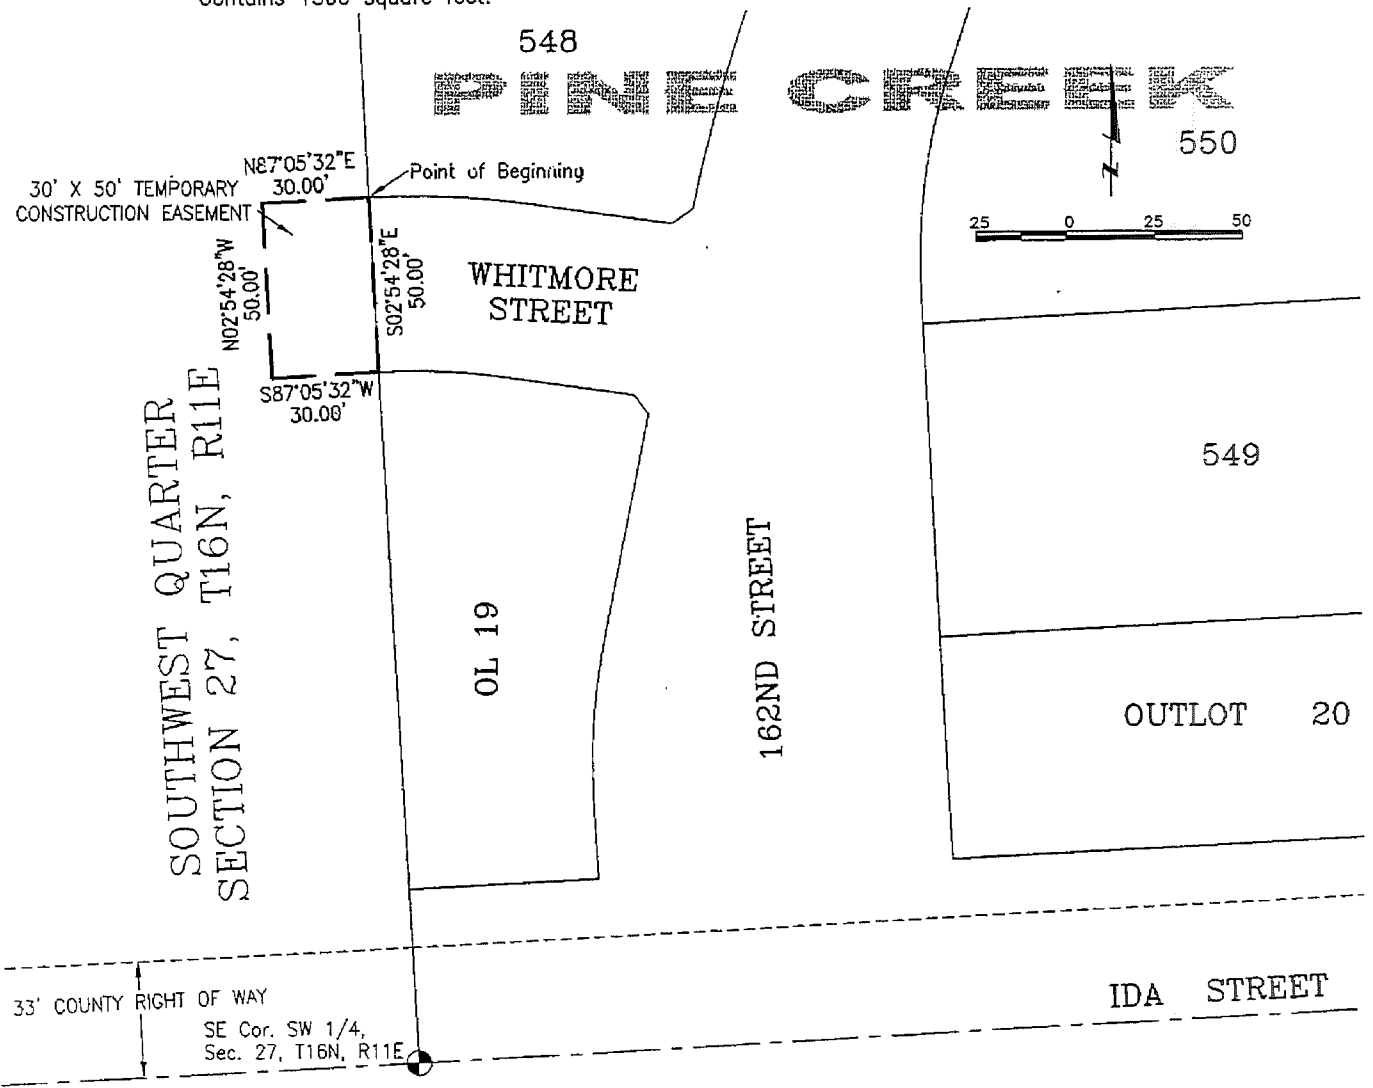 548
PINE CREEK
550
N
N87°05'32"E
30.00'
Point of Beginning
30' X 50' TEMPORARY
CONSTRUCTION EASEMENT
25 0 25 50
N02°54'28"W
50.00'
S02°54'28"E
50.00'
WHITMORE
STREET
S87°05'32"W
30.00'
SOUTHWEST QUARTER
SECTION 27, T16N, R11E
549
OL 19
162ND STREET
OUTLOT 20
33' COUNTY RIGHT OF WAY
IDA STREET
SE Cor. SW 1/4,
Sec. 27, T16N, R11E